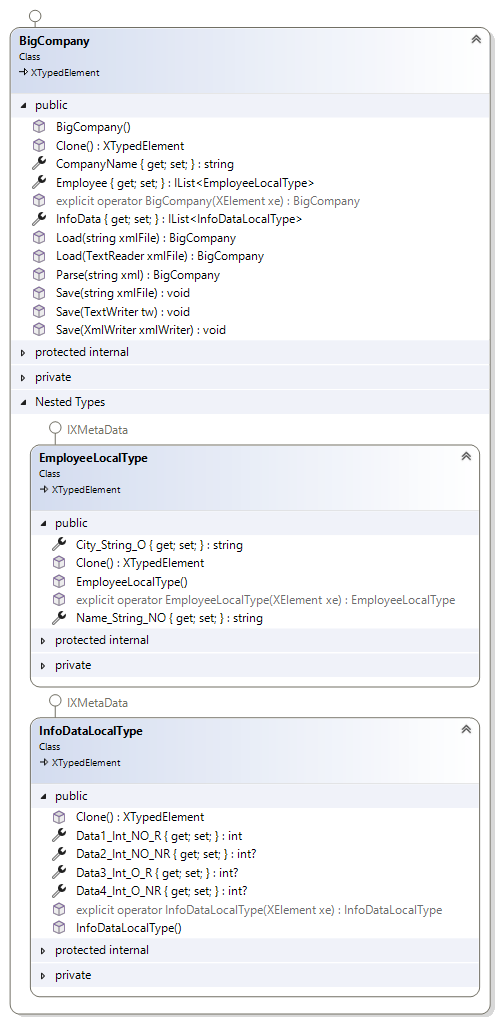 BigCompany
Class
XTypedElement
public
BigCompany()
Clone() : XTypedElement
CompanyName { get; set; } : string
Employee { get; set; } : IList<EmployeeLocalType>
explicit operator BigCompany(XElement xe) : BigCompany
InfoData { get; set; } : IList<InfoDataLocalType>
Load(string xmlFile) : BigCompany
Load(TextReader xmlFile) : BigCompany
Parse(string xml) : BigCompany
Save(string xmlFile) : void
Save(TextWriter tw) : void
Save(XmlWriter xmlWriter) : void
protected internal
private
Nested Types
IXMetaData
EmployeeLocalType
Class
XTypedElement
public
City_String_O { get; set; } : string
Clone() : XTypedElement
EmployeeLocalType()
explicit operator EmployeeLocalType(XElement xe) : EmployeeLocalType
Name_String_NO { get; set; } : string
protected internal
private
IXMetaData
InfoDataLocalType
Class
XTypedElement
public
Clone() : XTypedElement
Data1_Int_NO_R { get; set; } : int
Data2_Int_NO_NR { get; set; } : int?
Data3_Int_O_R { get; set; } : int?
Data4_Int_O_NR { get; set; } : int?
explicit operator InfoDataLocalType(XElement xe) : InfoDataLocalType
InfoDataLocalType()
protected internal
private